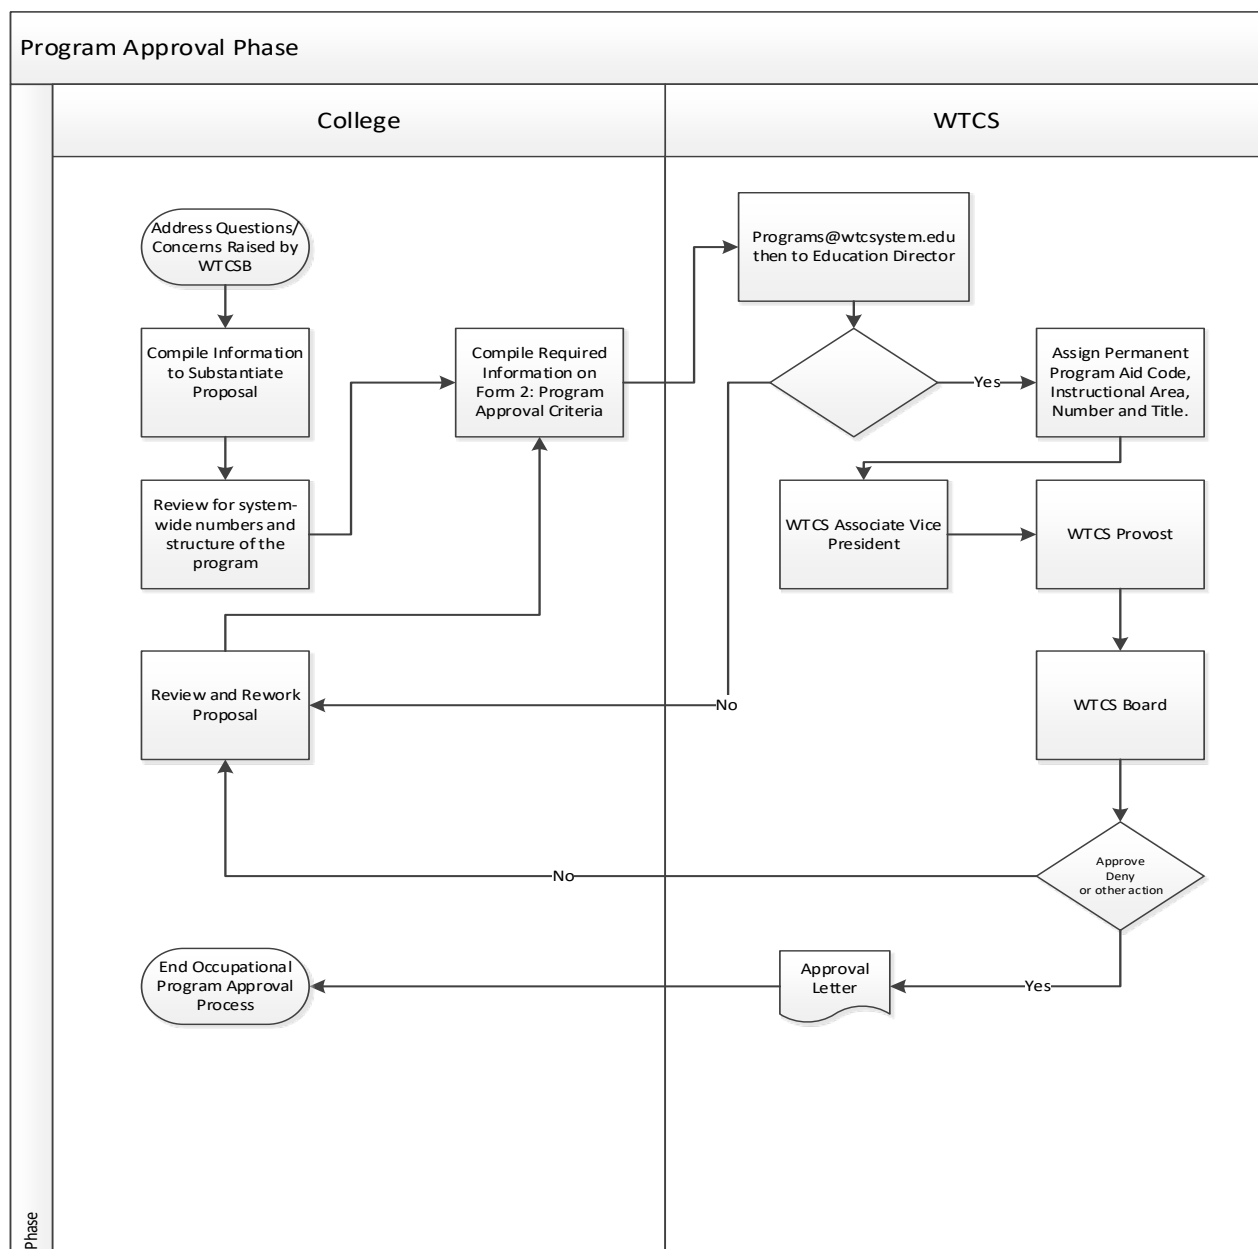 Program Approval Phase
College
WTCS
Address Questions/
Concerns Raised by
WTCSB
Compile Information
to Substantiate
Proposal
Review for system-
wide numbers and
structure of the
program
Compile Required
Information on
Form 2: Program
Approval Criteria
Programs@wtcsystem.edu
then to Education Director
Yes
Assign Permanent
Program Aid Code,
Instructional Area,
Number and Title.
WTCS Associate Vice
President
WTCS Provost
Review and Rework
Proposal
No
WTCS Board
Approve
Deny
or other action
No
End Occupational
Program Approval
Process
Approval
Letter
Yes
Phase